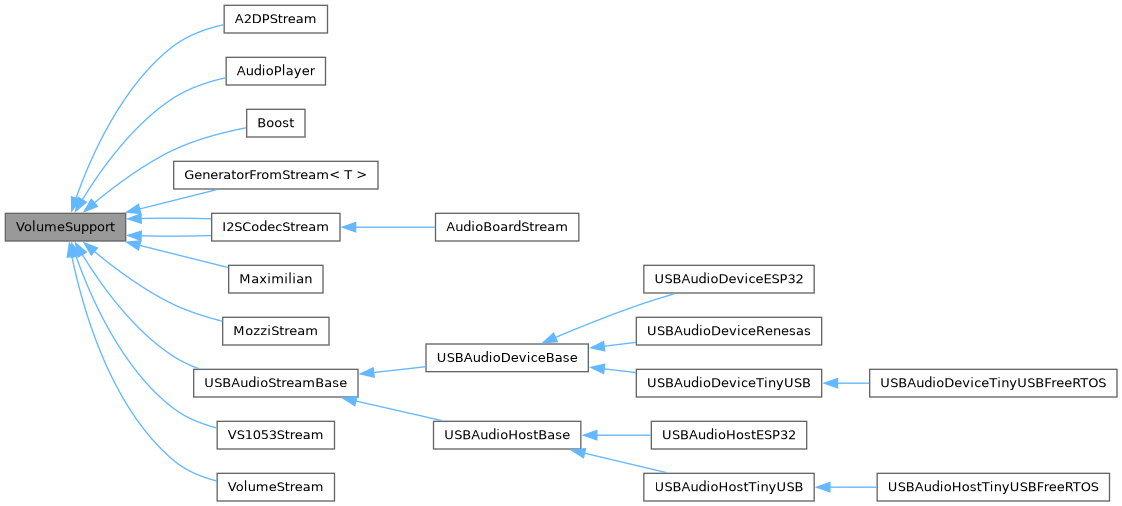 A2DPStream
AudioPlayer
Boost
GeneratorFromStream< T >
VolumeSupport
I2SCodecStream
AudioBoardStream
Maximilian
USBAudioDeviceESP32
MozziStream
USBAudioDeviceRenesas
USBAudioDeviceBase
USBAudioStreamBase
USBAudioDeviceTinyUSB
USBAudioDeviceTinyUSBFreeRTOS
VS1053Stream
USBAudioHostBase
USBAudioHostESP32
VolumeStream
USBAudioHostTinyUSB
USBAudioHostTinyUSBFreeRTOS